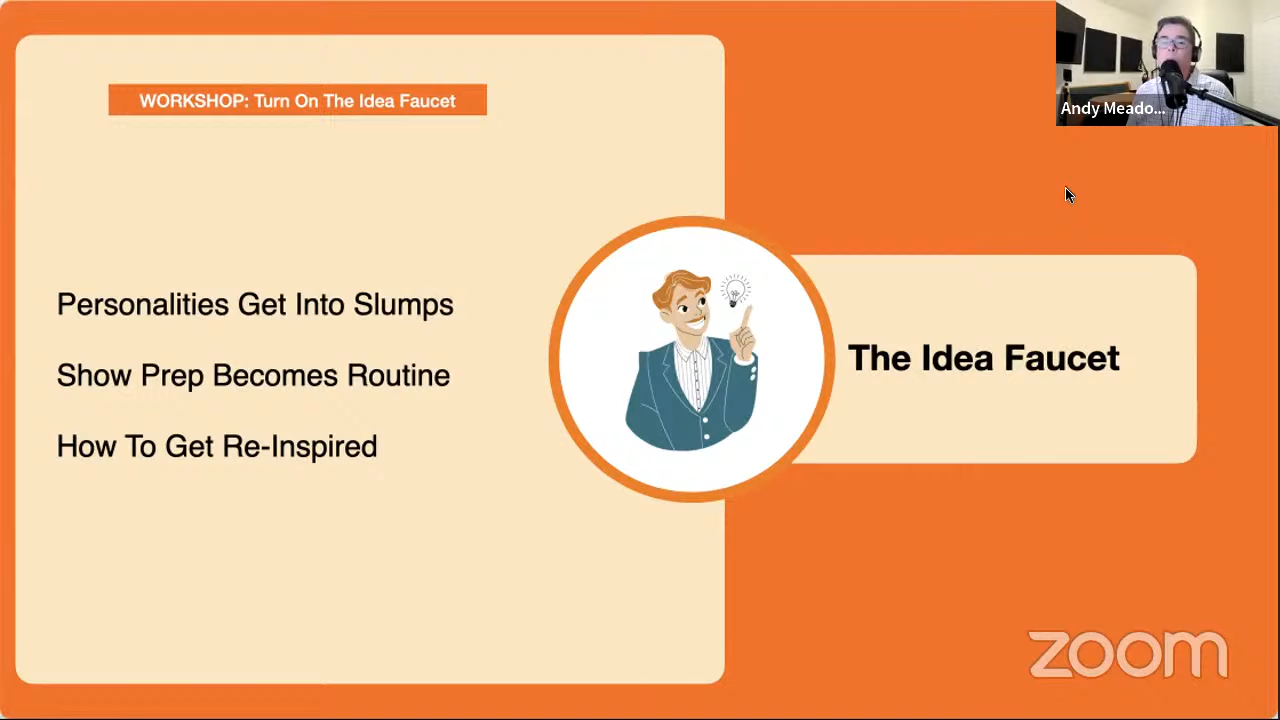 WORKSHOP: Turn On The Idea Faucet
Andy Meado...
Personalities Get Into Slumps
Show Prep Becomes Routine
How To Get Re-Inspired
The Idea Faucet
zoom